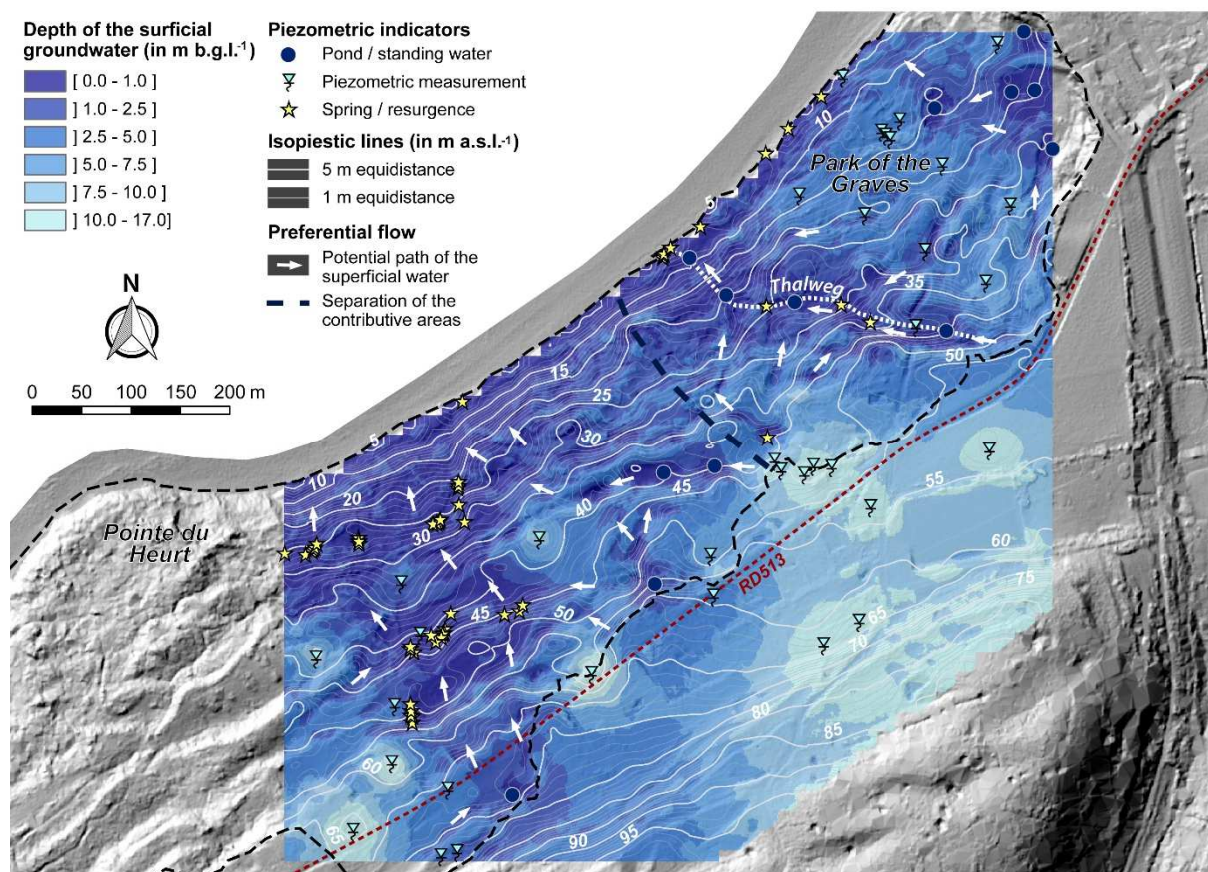 Depth of the surficial
groundwater (in m b.g.l.-1)
[ 0.0 - 1.0 ]
] 1.0 - 2.5 ]
] 2.5 - 5.0 ]
] 5.0 - 7.5 ]
] 7.5 - 10.0 ]
] 10.0 - 17.0]
N
0 50 100 150 200 m
Piezometric indicators
Pond / standing water
Piezometric measurement
Spring / resurgence
Isopiestic lines (in m a.s.l.-1)
5 m equidistance
1 m equidistance
Preferential flow
Potential path of the
superficial water
Separation of the
contributive areas
10
Park of the
Graves
5
35
Thalweg
50
15
25
30
5
10
20
40
45
55
Pointe du
Heurt
30
60
75
RD513
45
50
65
70
80
85
60
65
90
95